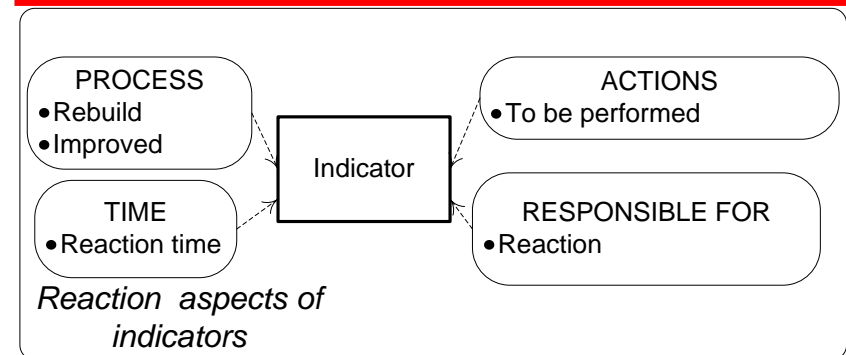 PROCESS
•Rebuild
•Improved
TIME
•Reaction time
Indicator
ACTIONS
•To be performed
RESPONSIBLE FOR
•Reaction
Reaction aspects of
indicators